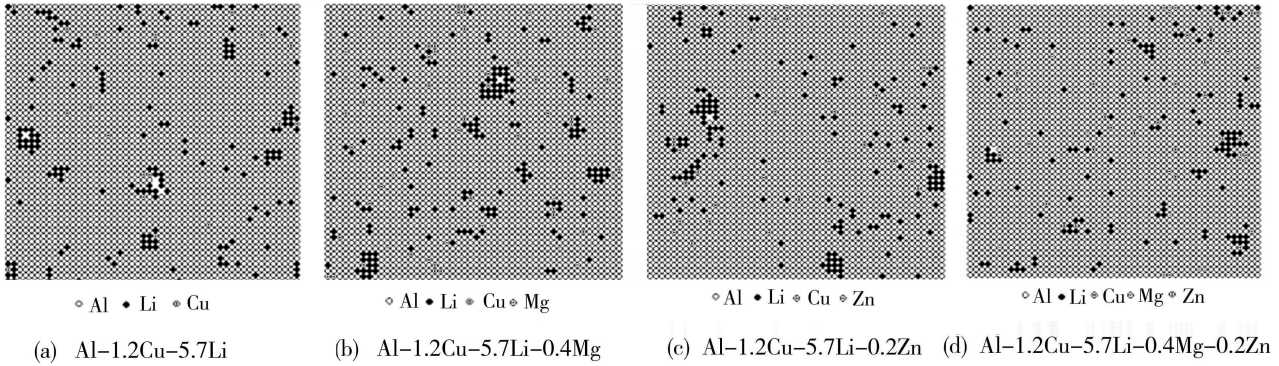 Al Li Cu
Al Li Cu Mg
Al Li Cu Zn
Al Li Cu Mg Zn
(a) Al-1.2Cu-5.7Li
(b) Al-1.2Cu-5.7Li-0.4Mg
(c) Al-1.2Cu-5.7Li-0.2Zn
(d) Al-1.2Cu-5.7Li-0.4Mg-0.2Zn